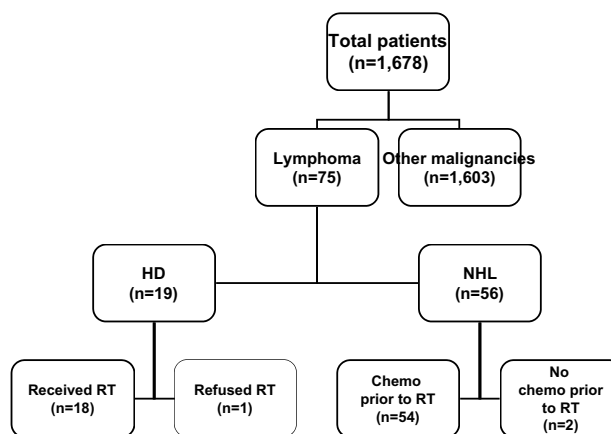 Total patients
(n=1,678)
Lymphoma
(n=75)
Other malignancies
(n=1,603)
HD
(n=19)
NHL
(n=56)
Received RT
(n=18)
Refused RT
(n=1)
Chemo
prior to RT
(n=54)
No
chemo prior
to RT
(n=2)